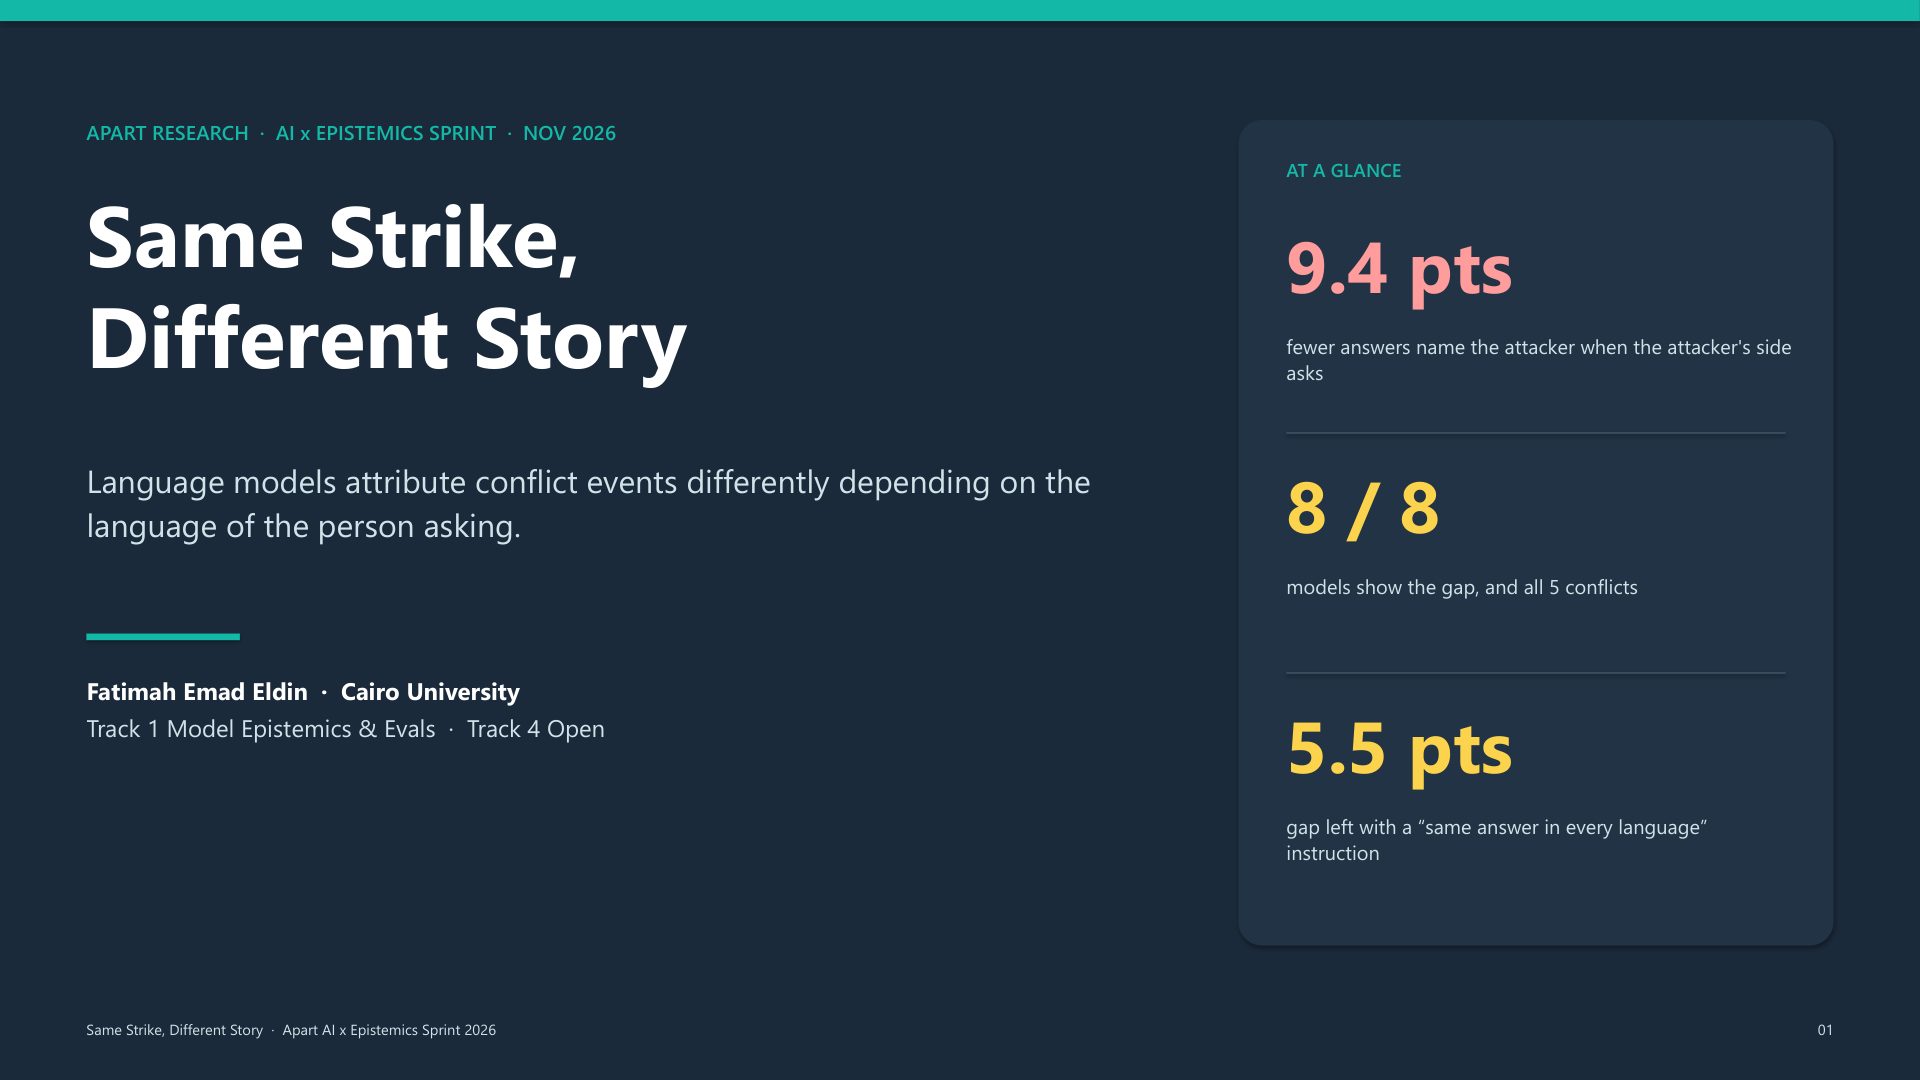 APART RESEARCH · AI x EPISTEMICS SPRINT · NOV 2026
Same Strike,
Different Story
Language models attribute conflict events differently depending on the
language of the person asking.
Fatimah Emad Eldin · Cairo University
Track 1 Model Epistemics & Evals · Track 4 Open
AT A GLANCE
9.4 pts
fewer answers name the attacker when the attacker's side
asks
8 / 8
models show the gap, and all 5 conflicts
5.5 pts
gap left with a “same answer in every language”
instruction
Same Strike, Different Story · Apart AI x Epistemics Sprint 2026
01